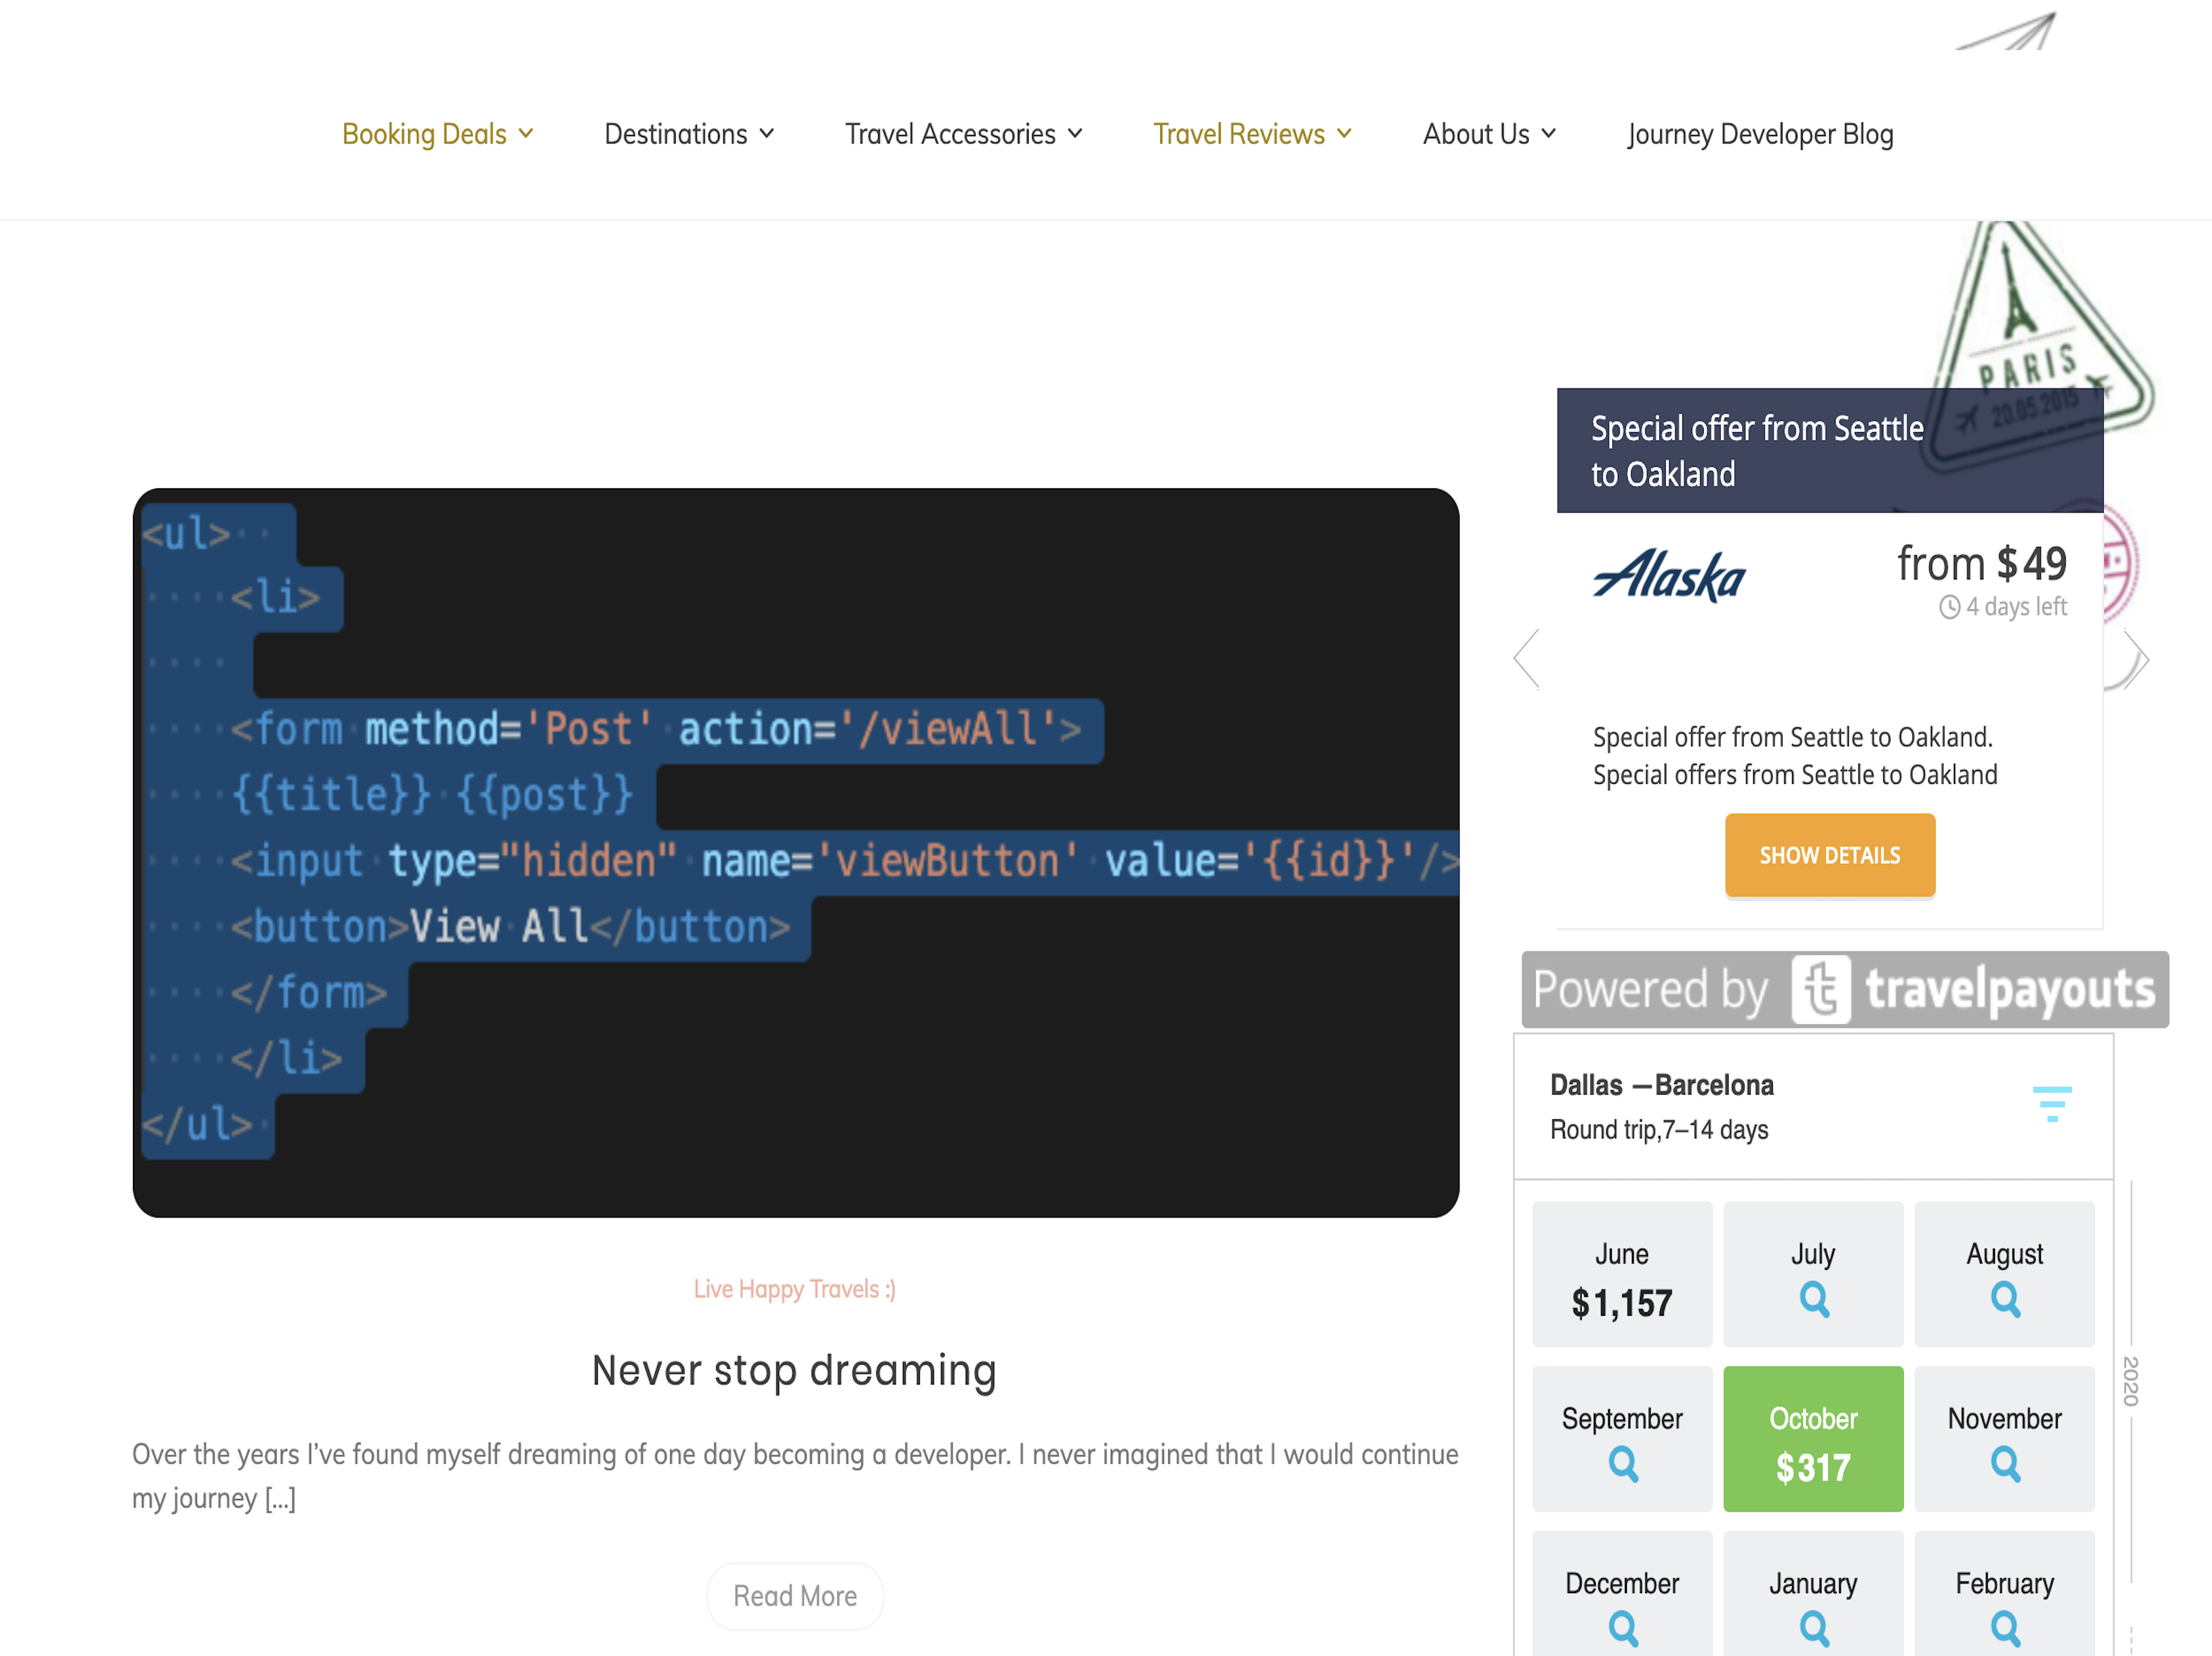 Booking Deals Destinations Travel Accessories Travel Reviews About Us Journey Developer Blog
PARIS
20.05.2015
Special offer from Seattle
to Oakland
Alaska
from $49
4 days left
Special offer from Seattle to Oakland.
Special offers from Seattle to Oakland
SHOW DETAILS
Powered by t travelpayouts
Dallas —Barcelona
Round trip,7–14 days
June July August
$1,157
September October November
$317
December January February
2020
<ul>
<li>
<form method='Post' action='/viewAll'>
{{title}} {{post}}
<input type="hidden" name='viewButton' value='{{id}}'/>
<button>View All</button>
</form>
</li>
</ul>
Live Happy Travels :)
Never stop dreaming
Over the years I've found myself dreaming of one day becoming a developer. I never imagined that I would continue
my journey [...]
Read More